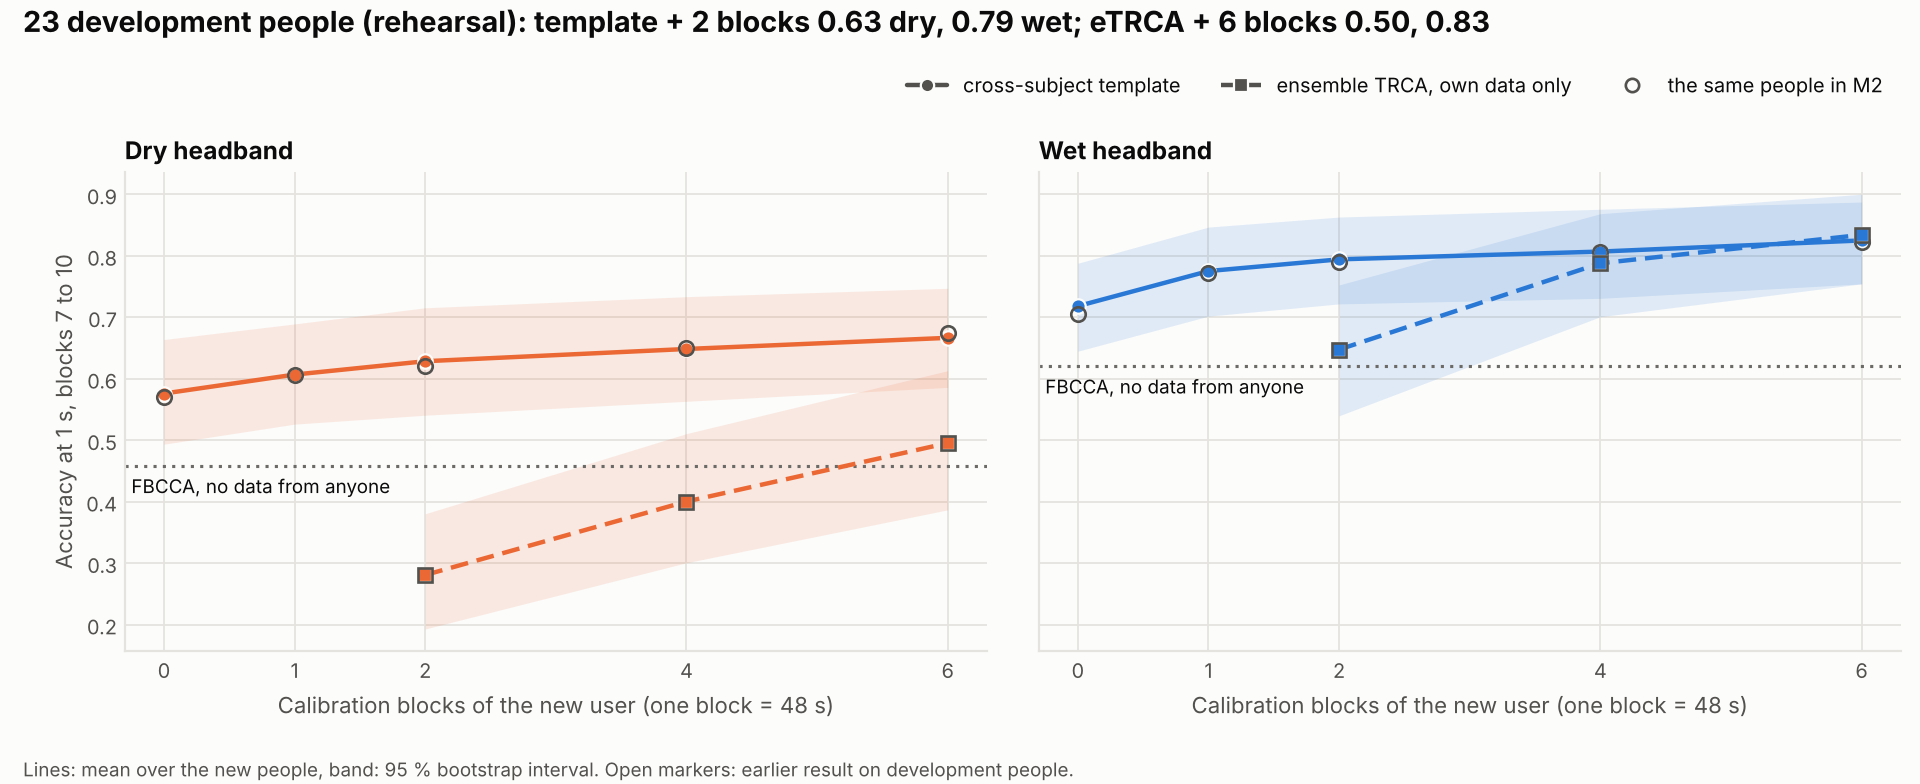 23 development people (rehearsal): template + 2 blocks 0.63 dry, 0.79 wet; eTRCA + 6 blocks 0.50, 0.83
cross-subject template
ensemble TRCA, own data only
the same people in M2
Dry headband
Wet headband
Accuracy at 1 s, blocks 7 to 10
0.9
0.8
0.7
0.6
0.5
0.4
0.3
0.2
FBCCA, no data from anyone
FBCCA, no data from anyone
0 1 2 4 6
0 1 2 4 6
Calibration blocks of the new user (one block = 48 s)
Calibration blocks of the new user (one block = 48 s)
Lines: mean over the new people, band: 95 % bootstrap interval. Open markers: earlier result on development people.